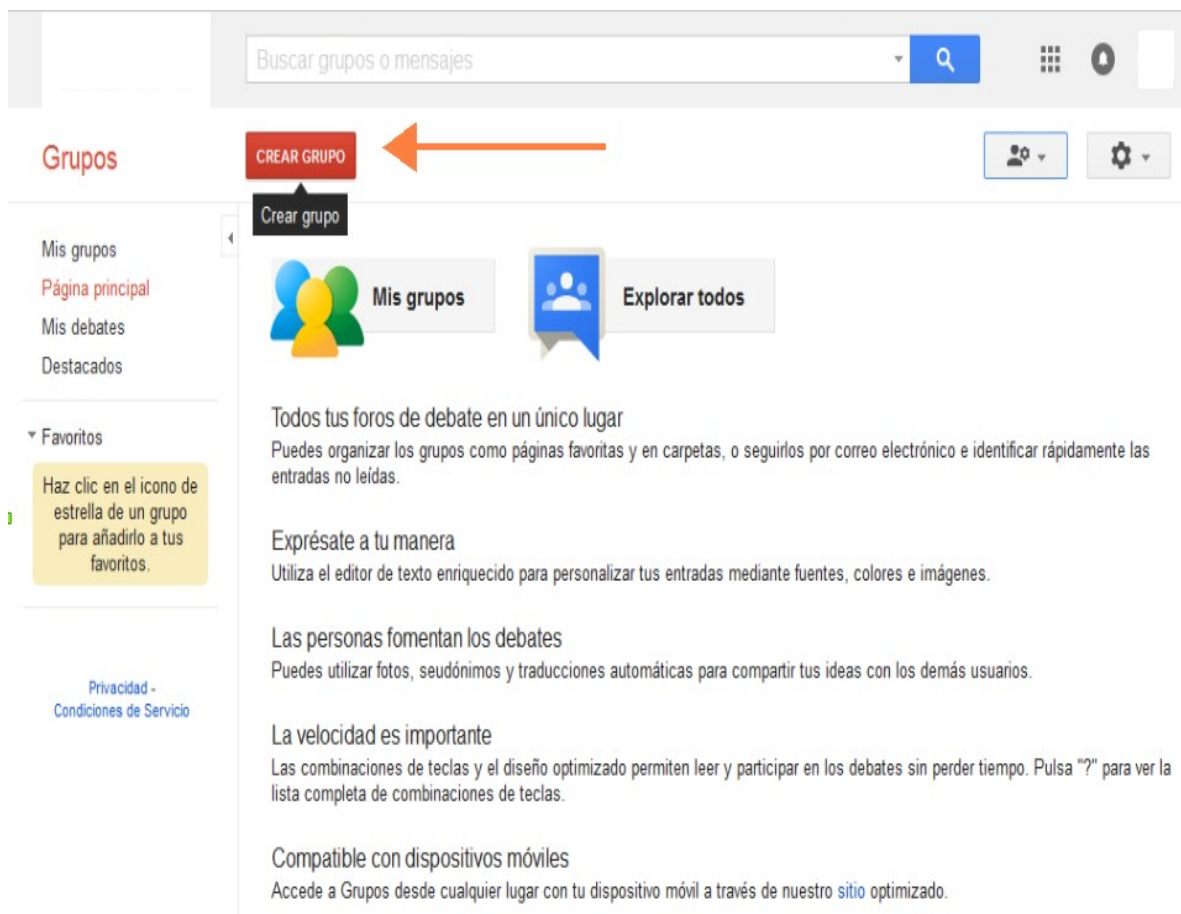 Buscar grupos o mensajes
Grupos
CREAR GRUPO
Crear grupo
Mis grupos
Página principal
Mis debates
Destacados
Favoritos
Haz clic en el icono de
estrella de un grupo
para añadirlo a tus
favoritos.
Privacidad -
Condiciones de Servicio
Mis grupos
Explorar todos
Todos tus foros de debate en un único lugar
Puedes organizar los grupos como páginas favoritas y en carpetas, o seguirlos por correo electrónico e identificar rápidamente las
entradas no leídas.
Exprésate a tu manera
Utiliza el editor de texto enriquecido para personalizar tus entradas mediante fuentes, colores e imágenes.
Las personas fomentan los debates
Puedes utilizar fotos, seudónimos y traducciones automáticas para compartir tus ideas con los demás usuarios.
La velocidad es importante
Las combinaciones de teclas y el diseño optimizado permiten leer y participar en los debates sin perder tiempo. Pulsa "?" para ver la
lista completa de combinaciones de teclas.
Compatible con dispositivos móviles
Accede a Grupos desde cualquier lugar con tu dispositivo móvil a través de nuestro sitio optimizado.